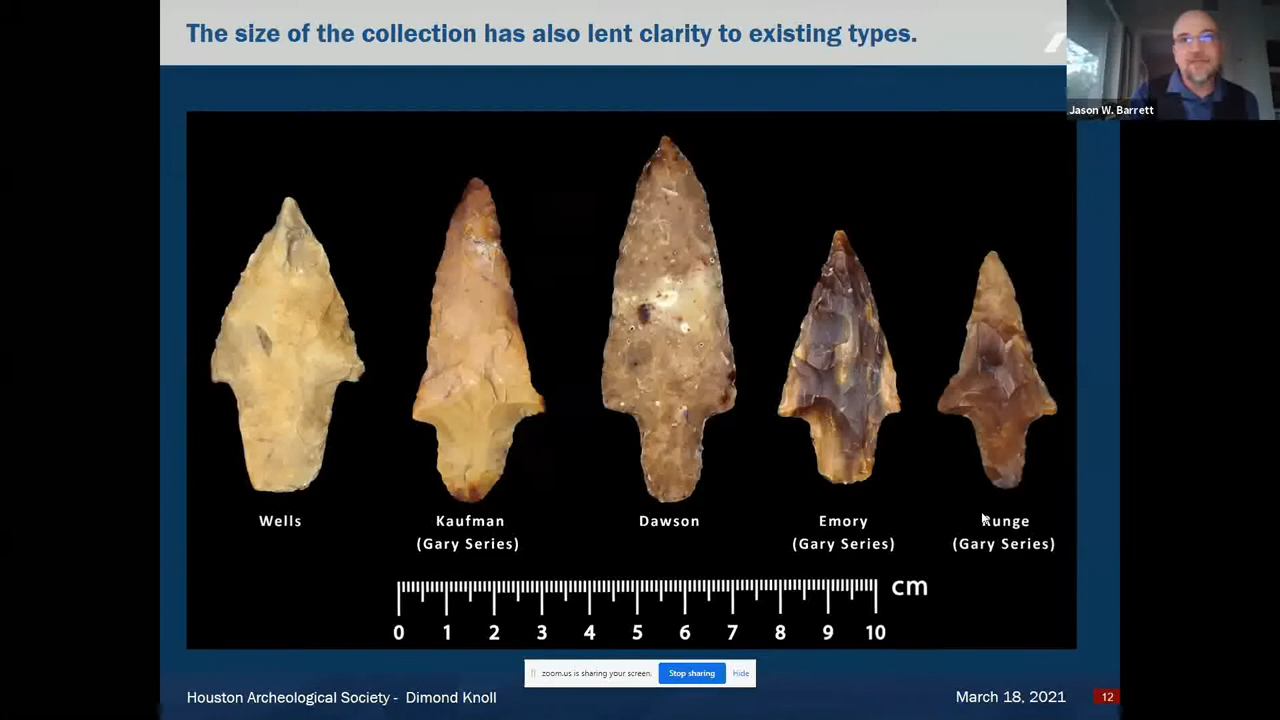 The size of the collection has also lent clarity to existing types.
Jason W. Barrett
Wells
Kaufman
(Gary Series)
Dawson
Emory
(Gary Series)
Runge
(Gary Series)
cm
0 1 2 3 4 5 6 7 8 9 10
zoom.us is sharing your screen. Stop sharing Hide
Houston Archeological Society - Dimond Knoll
March 18, 2021 12